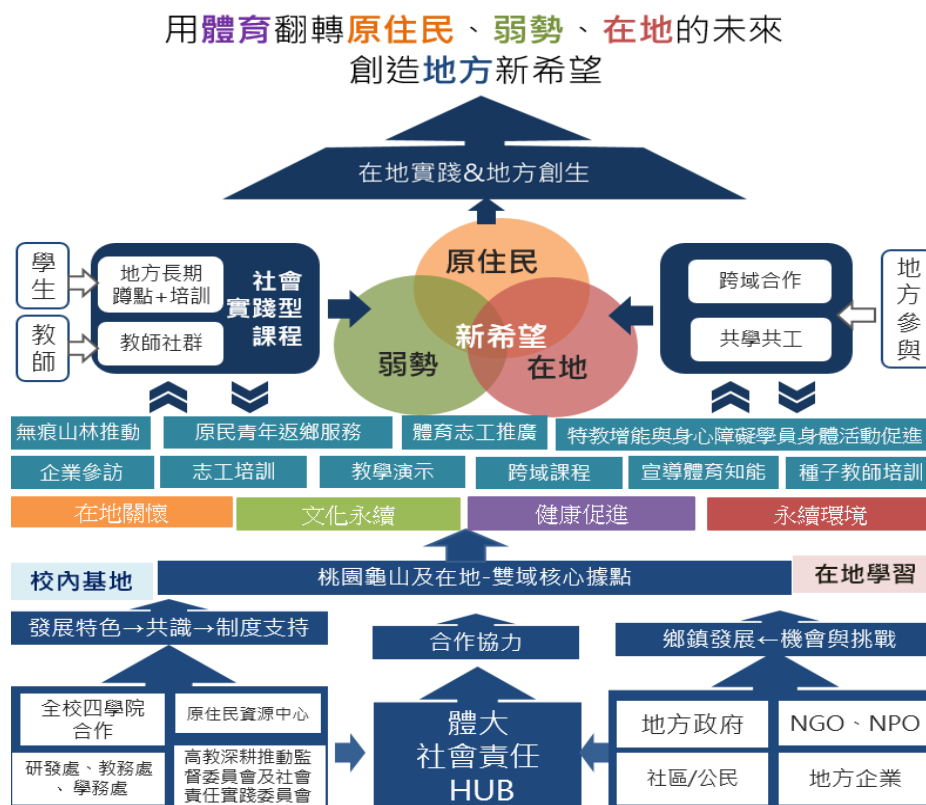 用體育翻轉原住民、弱勢、在地的未來
創造地方新希望
在地實踐&地方創生
學生
教師
地方長期
蹲點+培訓
教師社群
社會
實踐型
課程
原住民
新希望
弱勢
在地
跨域合作
共學共工
地方參與
無痕山林推動
原民青年返鄉服務
體育志工推廣
特教增能與身心障礙學員身體活動促進
企業參訪
志工培訓
教學演示
跨域課程
宣導體育知能
種子教師培訓
在地關懷
文化永續
健康促進
永續環境
校內基地
桃園龜山及在地-雙域核心據點
在地學習
發展特色→共識→制度支持
合作協力
鄉鎮發展←機會與挑戰
全校四學院
合作
原住民資源中心
研發處、教務處
、學務處
高教深耕推動監
督委員會及社會
責任實踐委員會
體大
社會責任
HUB
地方政府
NGO、NPO
社區/公民
地方企業